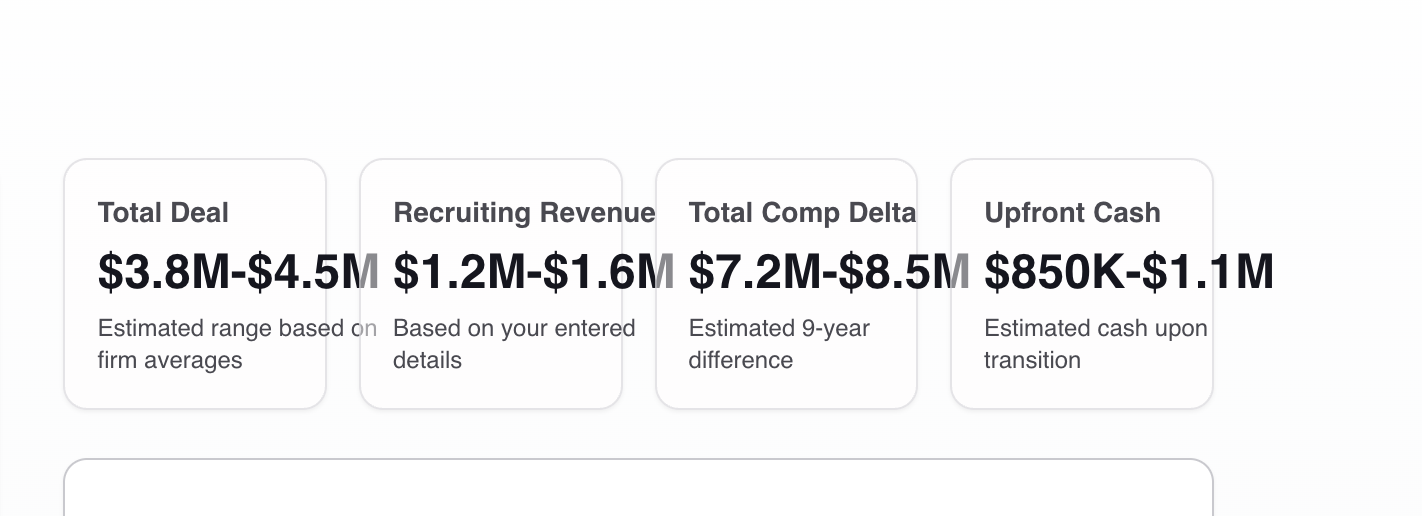 Total Deal
$3.8M-$4.5M
Estimated range based on
firm averages
Recruiting Revenue
$1.2M-$1.6M
Based on your entered
details
Total Comp Delta
$7.2M-$8.5M
Estimated 9-year
difference
Upfront Cash
$850K-$1.1M
Estimated cash upon
transition